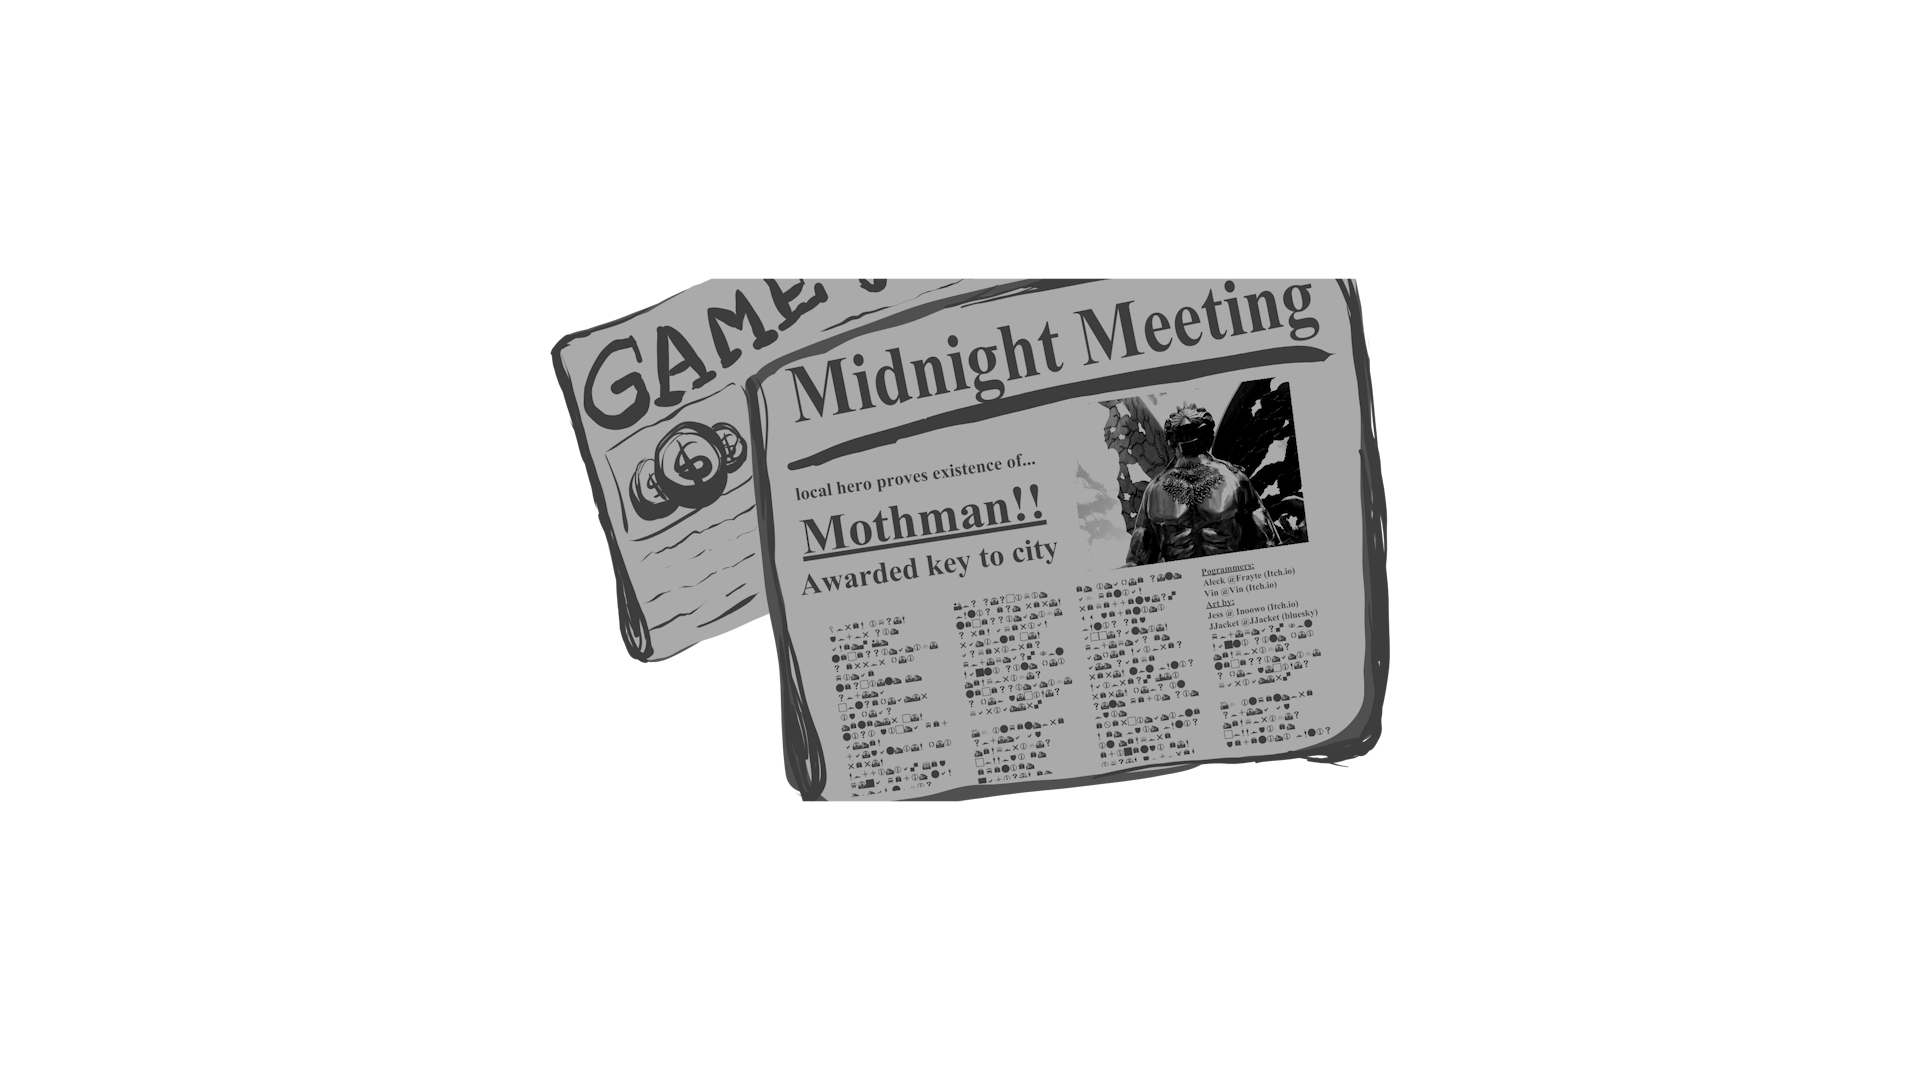 GAME
Midnight Meeting
local hero proves existence of...
Mothman!!
Awarded key to city
Pogrammers:
Aleck @Frayte (Itch.io)
Vin @Vin (Itch.io)
Art by:
Jess @ Inoowo (Itch.io)
JJacket @JJacket (bluesky)